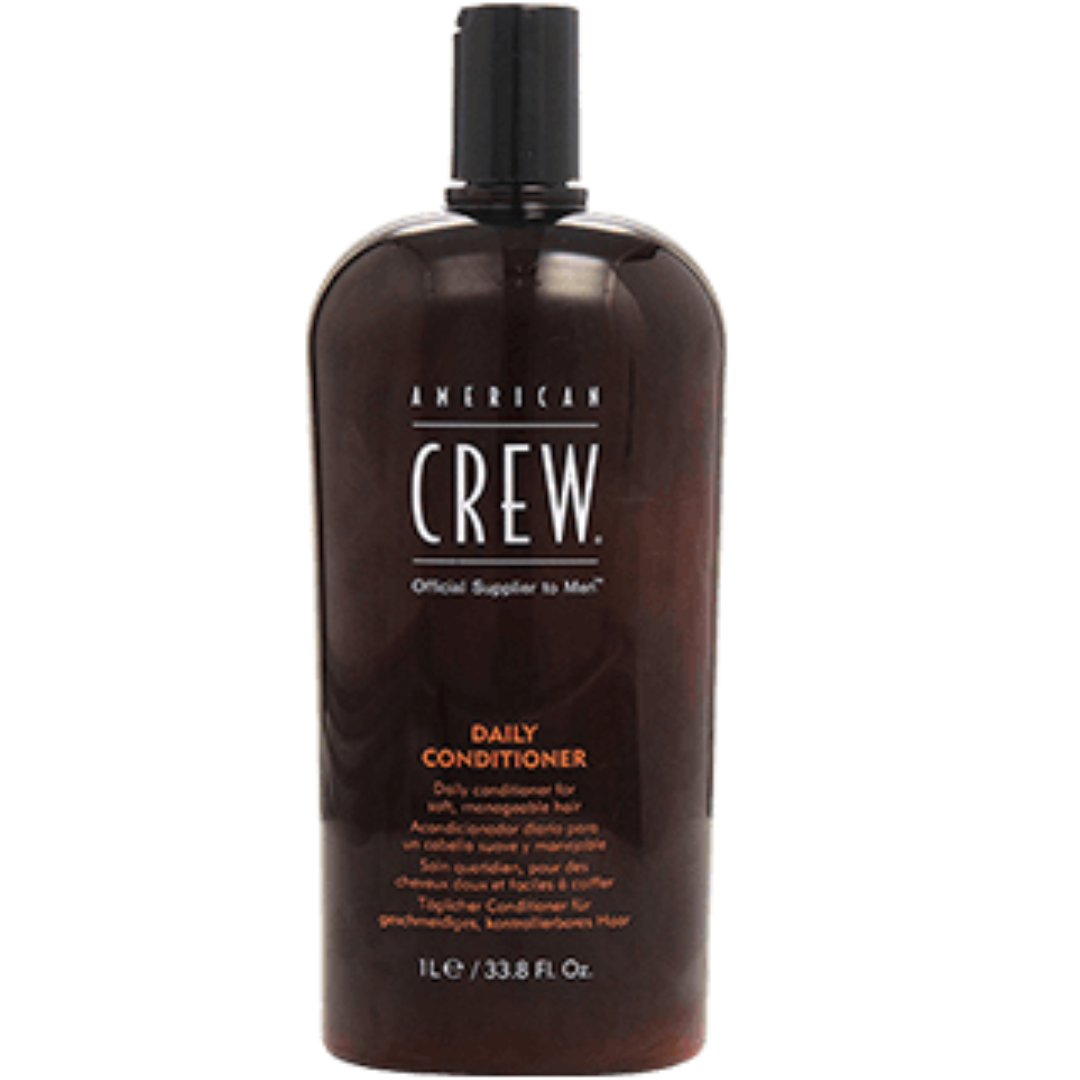 AMERICAN
CREW.
Official Supplier to Men™
DAILY
CONDITIONER
Daily conditioner for
soft, manageable hair
Acondicionador diario para
un cabello suave y manejable
Soin quotidien, pour des
cheveux doux et faciles à coiffer
Täglicher Conditioner für
geschmeidiges, kontrollierbares Haar
1 L ℮ / 33.8 Fl. Oz.